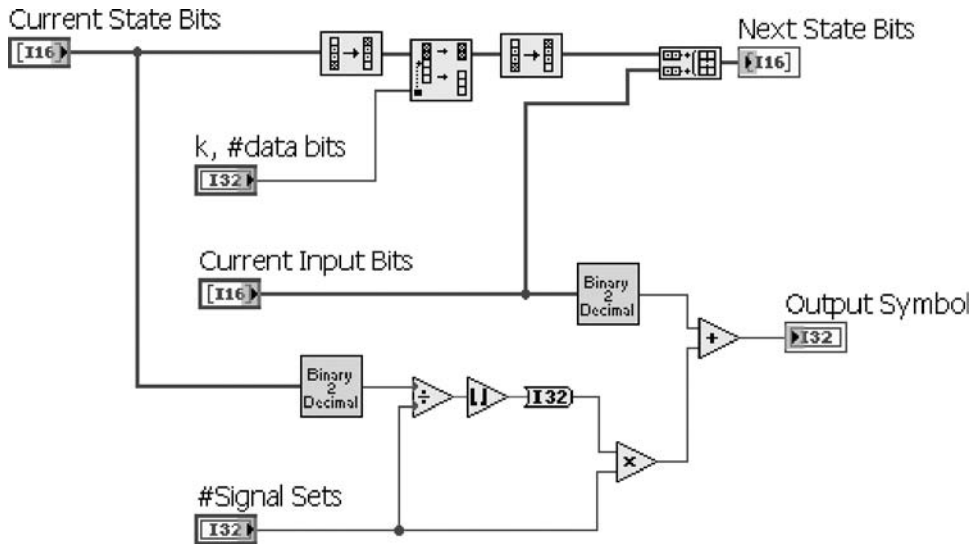 Current State Bits
[I16]
Next State Bits
[I16]
k, #data bits
I32
Current Input Bits
[I16]
Binary
2
Decimal
Output Symbol
I32
Binary
2
Decimal
÷
I32
+
×
#Signal Sets
I32